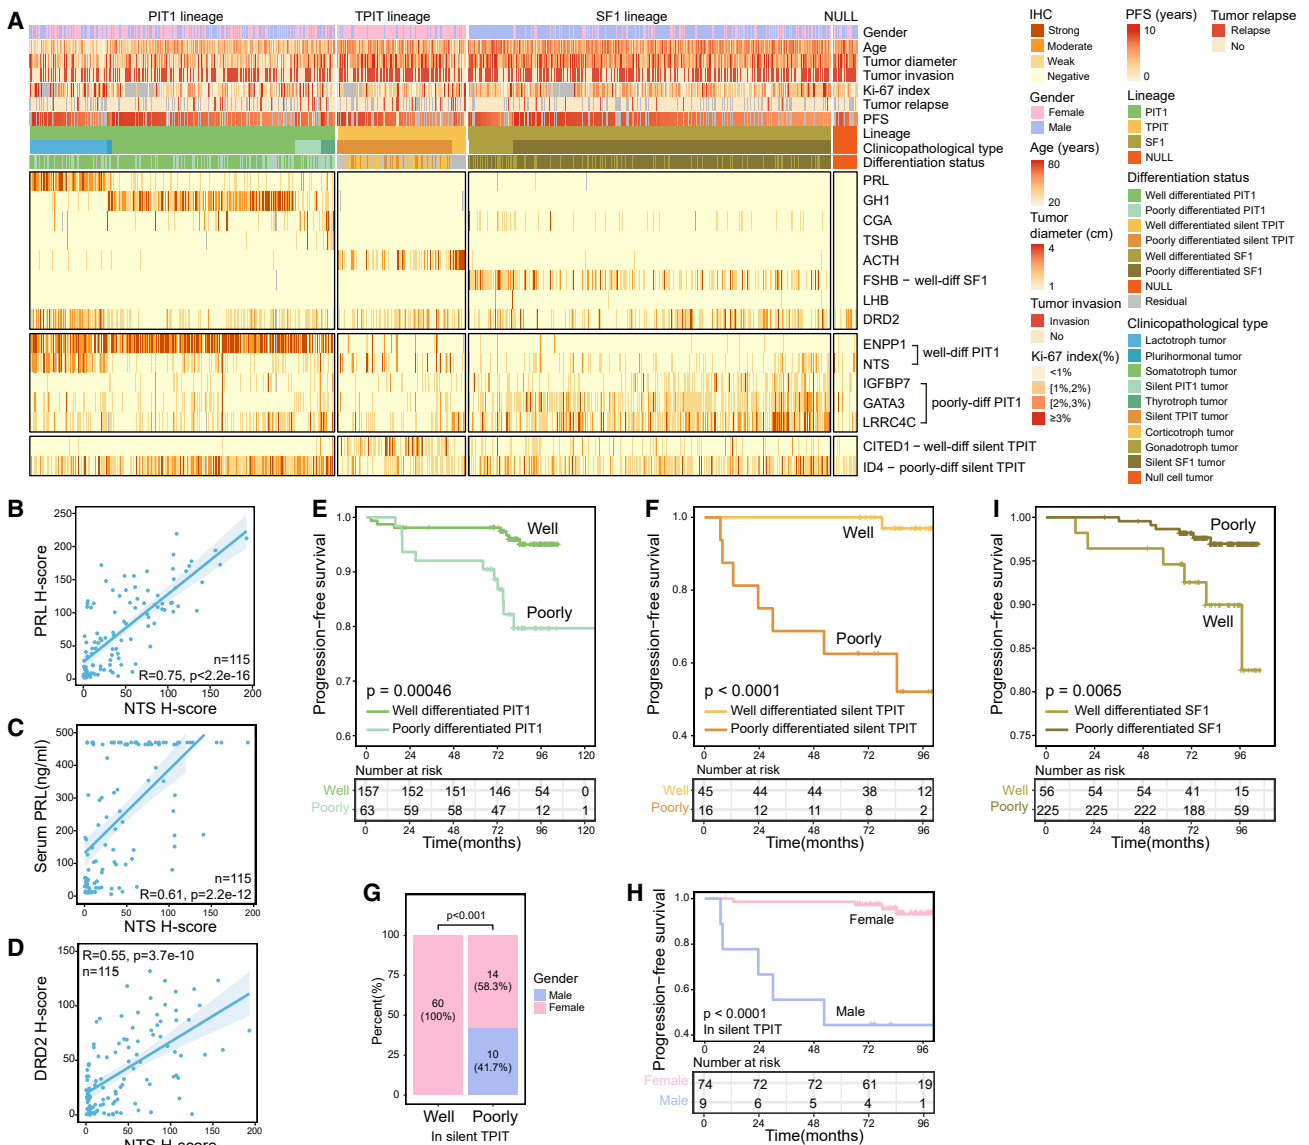 A
PIT1 lineage
TPIT lineage
SF1 lineage
NULL
Gender
Age
Tumor diameter
Tumor invasion
Ki-67 index
Tumor relapse
PFS
Lineage
Clinicopathological type
Differentiation status
PRL
GH1
CGA
TSHB
ACTH
FSHB − well-diff SF1
LHB
DRD2
ENPP1
NTS
well-diff PIT1
IGFBP7
GATA3
LRRC4C
poorly-diff PIT1
CITED1 − well-diff silent TPIT
ID4 − poorly-diff silent TPIT
IHC
Strong
Moderate
Weak
Negative
Gender
Female
Male
Age (years)
80
20
Tumor
diameter (cm)
4
1
Tumor invasion
Invasion
No
Ki-67 index(%)
<1%
[1%,2%)
[2%,3%)
≥3%
PFS (years)
10
0
Lineage
PIT1
TPIT
SF1
NULL
Differentiation status
Well differentiated PIT1
Poorly differentiated PIT1
Well differentiated silent TPIT
Poorly differentiated silent TPIT
Well differentiated SF1
Poorly differentiated SF1
NULL
Residual
Clinicopathological type
Lactotroph tumor
Plurihormonal tumor
Somatotroph tumor
Silent PIT1 tumor
Thyrotroph tumor
Silent TPIT tumor
Corticotroph tumor
Gonadotroph tumor
Silent SF1 tumor
Null cell tumor
Tumor relapse
Relapse
No
B
PRL H-score
250
200
150
100
50
0
n=115
R=0.75, p<2.2e-16
0 50 100 150 200
NTS H-score
C
Serum PRL(ng/ml)
500
400
300
200
100
0
n=115
R=0.61, p=2.2e-12
0 50 100 150 200
NTS H-score
D
DRD2 H-score
150
100
50
0
R=0.55, p=3.7e-10
n=115
0 50 100 150 200
NTS H-score
E
Progression−free survival
1.0
0.9
0.8
0.7
0.6
Well
Poorly
p = 0.00046
Well differentiated PIT1
Poorly differentiated PIT1
0 24 48 72 96 120
Number at risk
Well 157 152 151 146 54 0
Poorly 63 59 58 47 12 1
0 24 48 72 96 120
Time(months)
F
Progression−free survival
1.0
0.8
0.6
0.4
Well
Poorly
p < 0.0001
Well differentiated silent TPIT
Poorly differentiated silent TPIT
0 24 48 72 96
Number at risk
Well 45 44 44 38 12
Poorly 16 12 11 8 2
0 24 48 72 96
Time(months)
I
Progression−free survival
1.00
0.95
0.90
0.85
0.80
0.75
Poorly
Well
p = 0.0065
Well differentiated SF1
Poorly differentiated SF1
0 24 48 72 96
Number as risk
Well 56 54 54 41 15
Poorly 225 225 222 188 59
0 24 48 72 96
Time(months)
G
Percent(%)
100
75
50
25
0
p<0.001
60
(100%)
14
(58.3%)
10
(41.7%)
Well Poorly
In silent TPIT
Gender
Male
Female
H
Progression−free survival
1.0
0.8
0.6
0.4
Female
Male
p < 0.0001
In silent TPIT
0 24 48 72 96
Number at risk
Female 74 72 72 61 19
Male 9 6 5 4 1
0 24 48 72 96
Time(months)